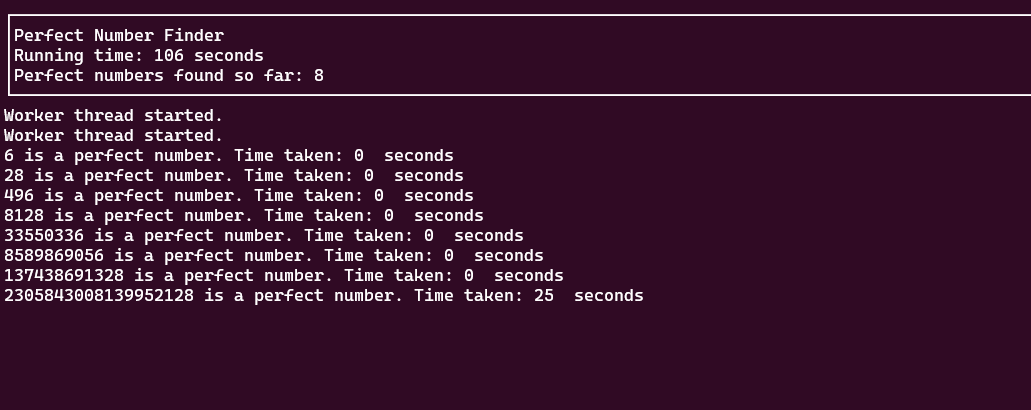 Perfect Number Finder
Running time: 106 seconds
Perfect numbers found so far: 8
Worker thread started.
Worker thread started.
6 is a perfect number. Time taken: 0  seconds
28 is a perfect number. Time taken: 0  seconds
496 is a perfect number. Time taken: 0  seconds
8128 is a perfect number. Time taken: 0  seconds
33550336 is a perfect number. Time taken: 0  seconds
8589869056 is a perfect number. Time taken: 0  seconds
137438691328 is a perfect number. Time taken: 0  seconds
2305843008139952128 is a perfect number. Time taken: 25  seconds